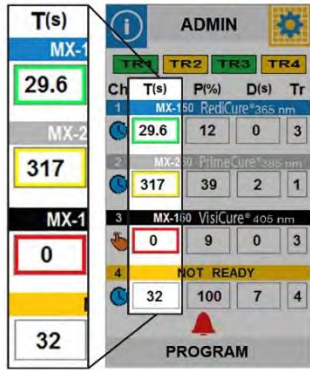 T(s)
MX-1
29.6
MX-2
317
MX-1
0
32
ADMIN
TR1 TR2 TR3 TR4
Ch T(s) P(%) D(s) Tr
1 MX-150 RediCure® 365 nm
29.6 12 0 3
2 MX-250 PrimeCure® 385 nm
317 39 2 1
3 MX-150 VisiCure® 405 nm
0 9 0 3
4 NOT READY
32 100 7 4
PROGRAM